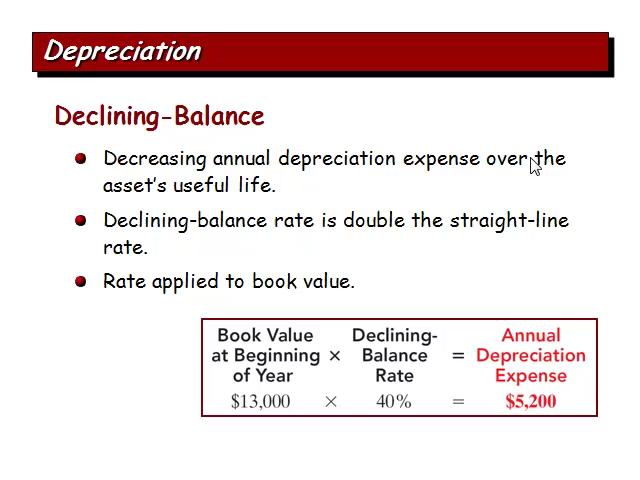 Depreciation
Declining-Balance
Decreasing annual depreciation expense over the
asset's useful life.
Declining-balance rate is double the straight-line
rate.
Rate applied to book value.
Book Value Declining- Annual
at Beginning × Balance = Depreciation
of Year Rate Expense
$13,000 × 40% = $5,200